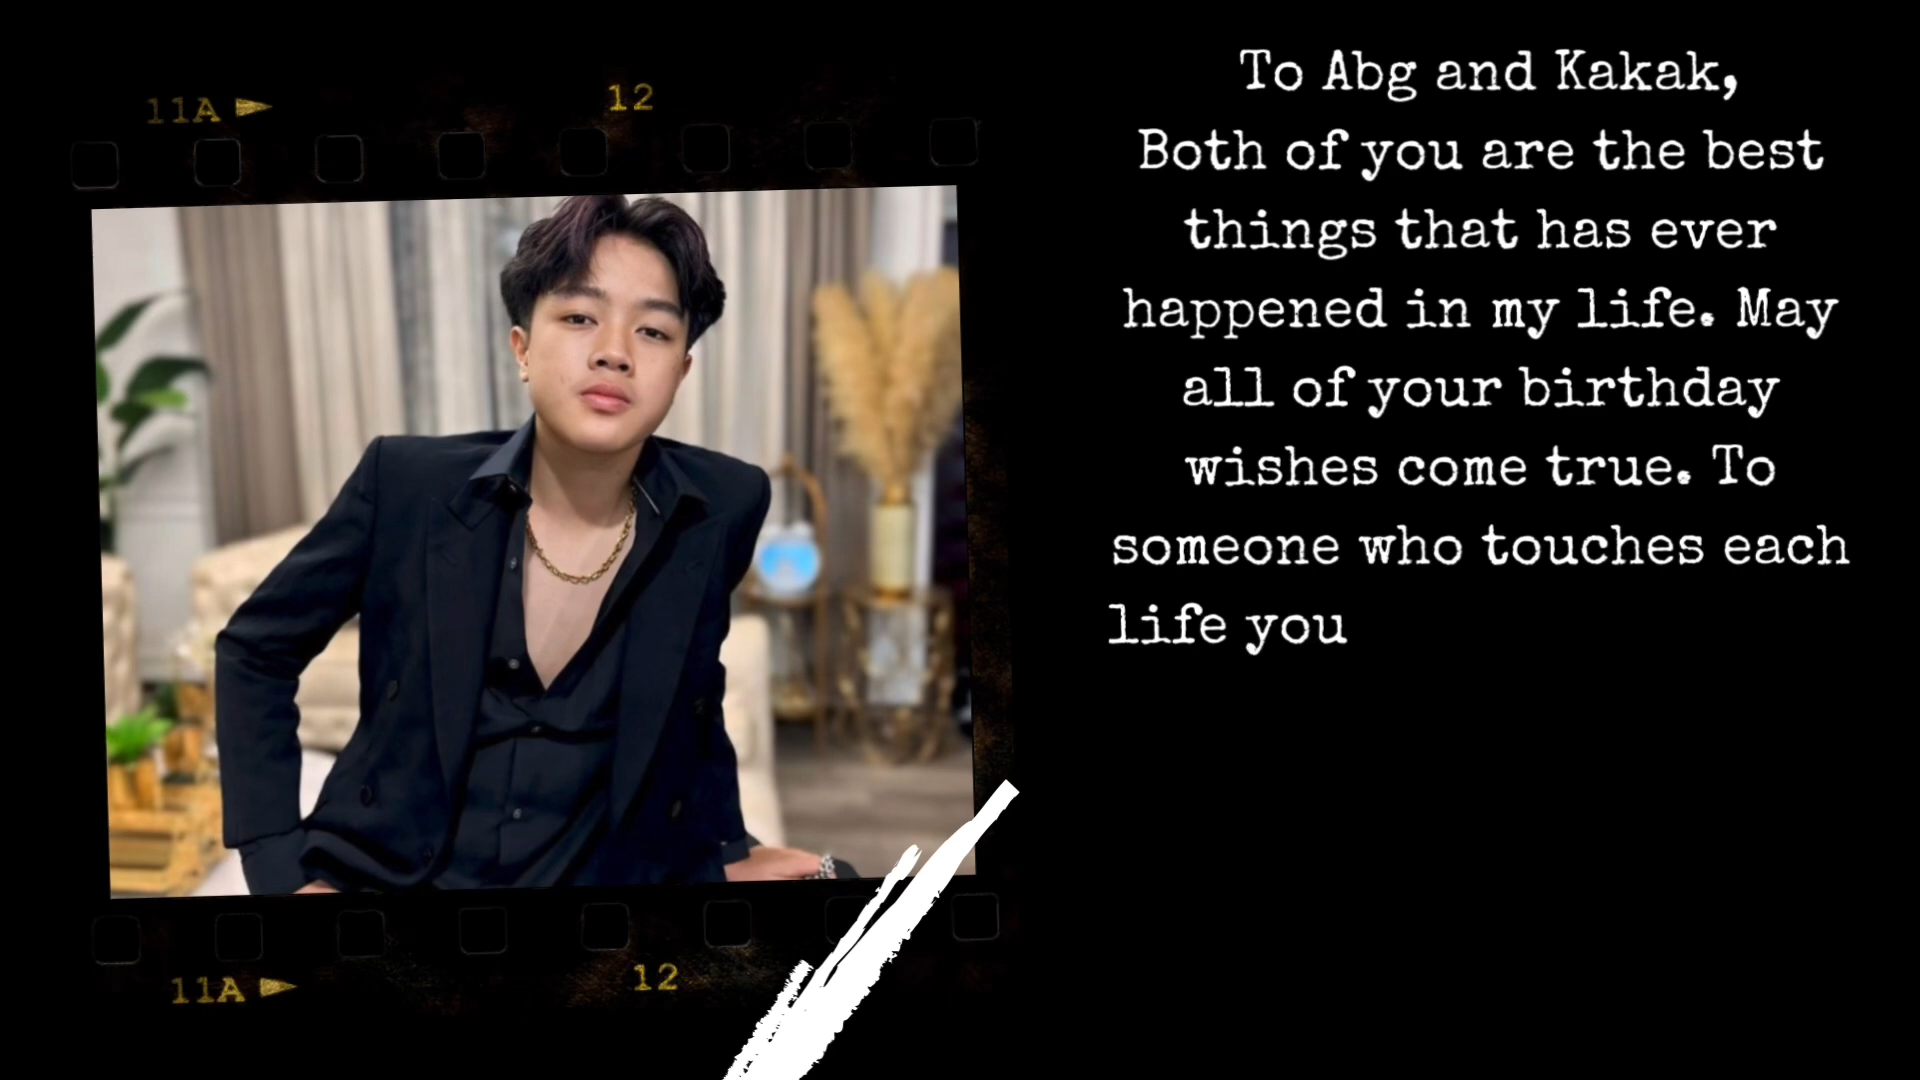 11A
12
To Abg and Kakak,
Both of you are the best
things that has ever
happened in my life. May
all of your birthday
wishes come true. To
someone who touches each
life you
11A
12